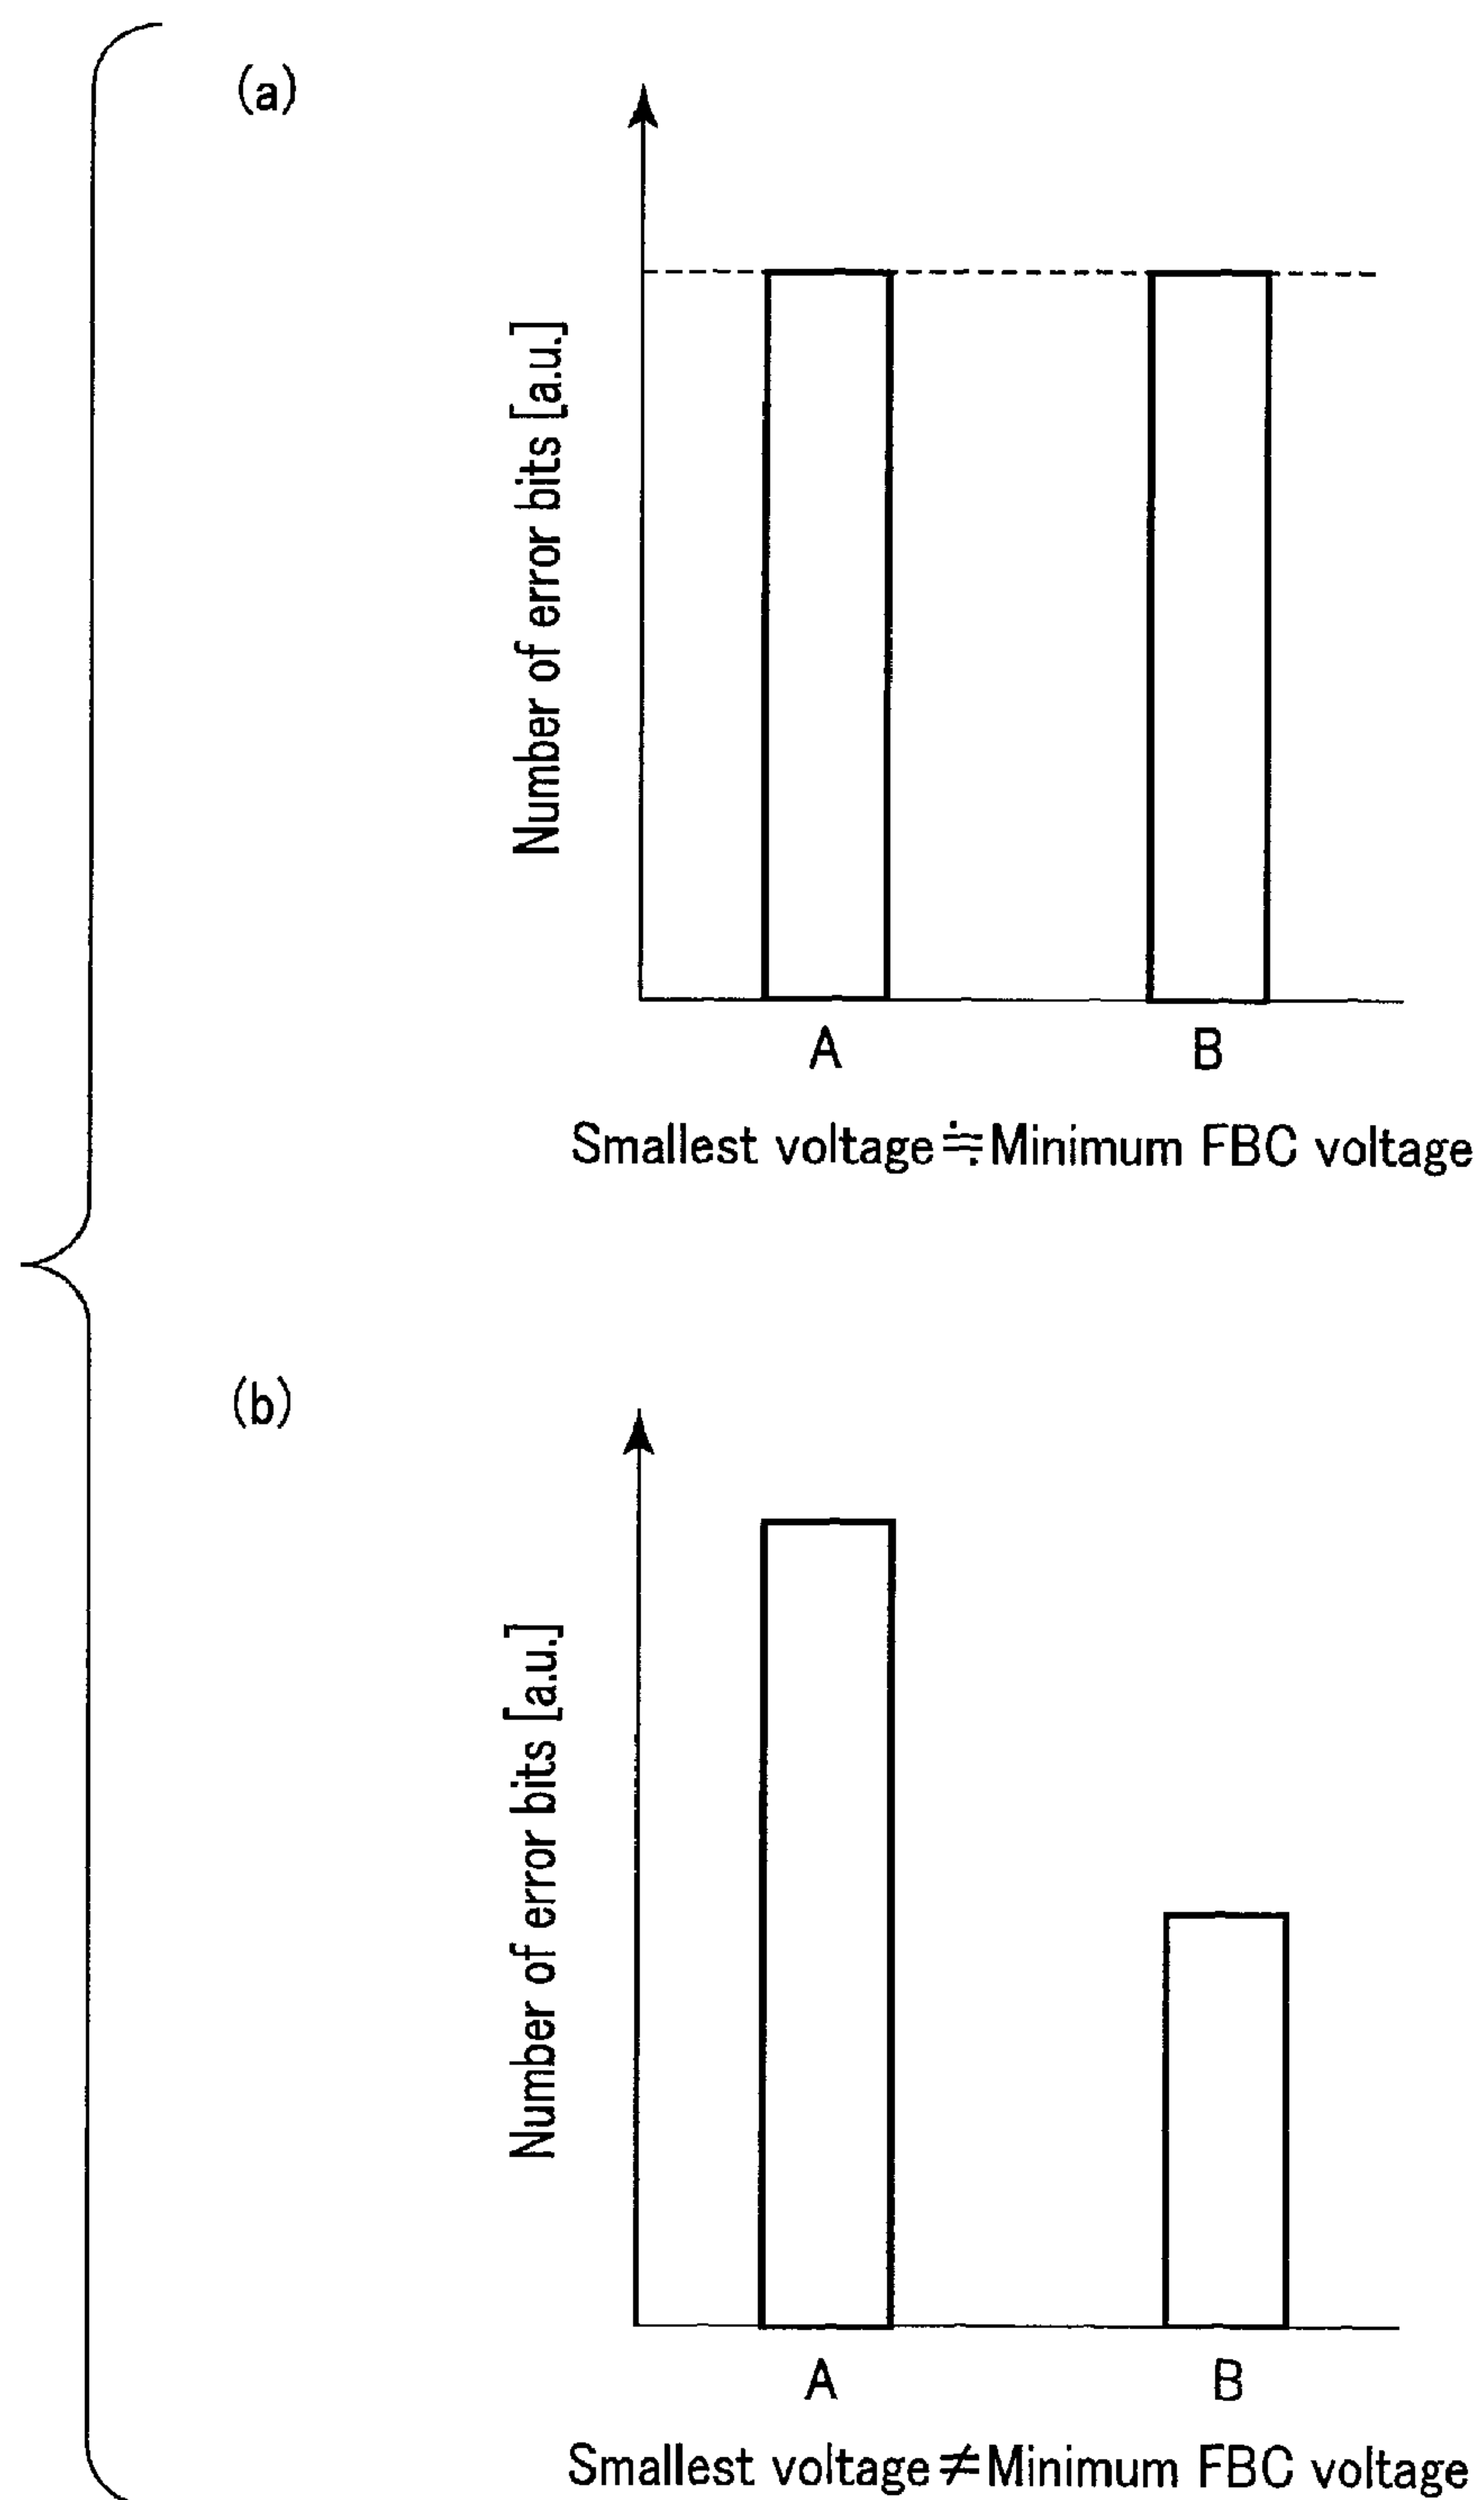 (a)
Number of error bits [a.u.]
A
B
Smallest voltage≒Minimum FBC voltage
(b)
Number of error bits [a.u.]
A
B
Smallest voltage≠Minimum FBC voltage